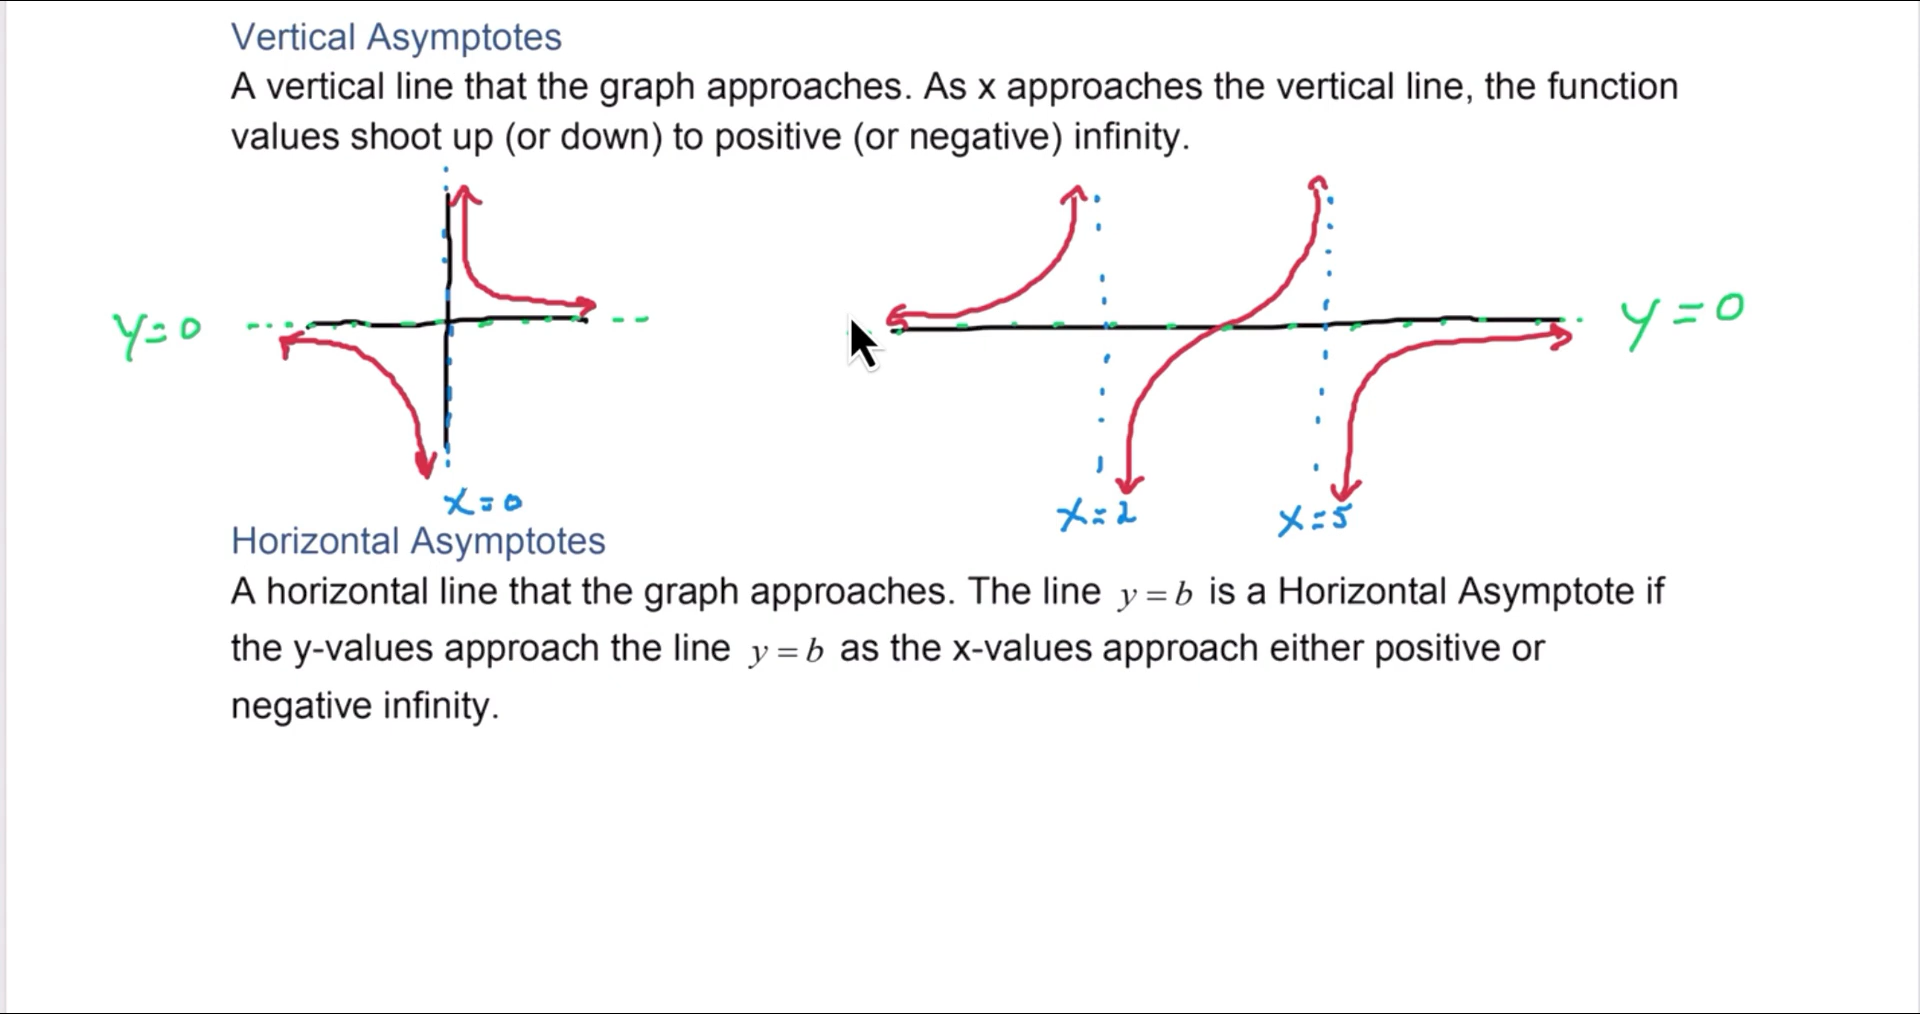 Vertical Asymptotes
A vertical line that the graph approaches. As x approaches the vertical line, the function
values shoot up (or down) to positive (or negative) infinity.
y=0
y=0
x=0
x=2
x=5
Horizontal Asymptotes
A horizontal line that the graph approaches. The line y = b is a Horizontal Asymptote if
the y-values approach the line y = b as the x-values approach either positive or
negative infinity.